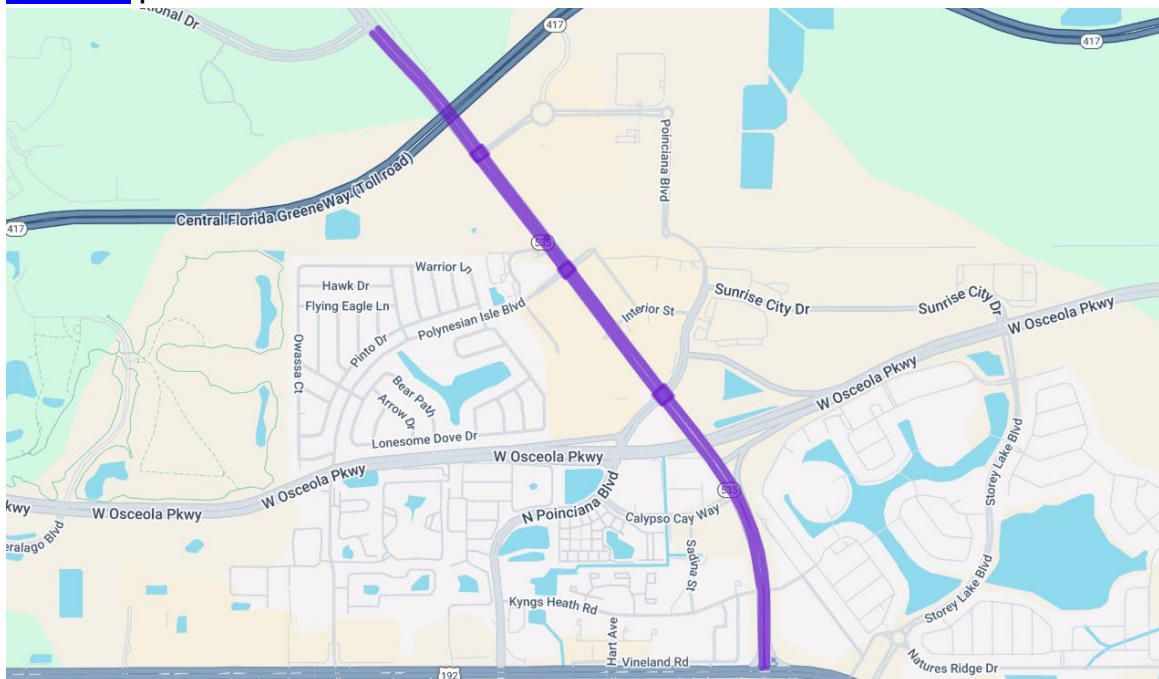 ional Dr
417
417
Poinciana Blvd
Central Florida GreeneWay (Toll road)
417
535
Warrior Ln
Hawk Dr
Flying Eagle Ln
Polynesian Isle Blvd
Interior St
Sunrise City Dr
Sunrise City Dr
W Osceola Pkwy
Owassa Ct
Pinto Dr
Bear Path
Arrow Dr
Lonesome Dove Dr
W Osceola Pkwy
W Osceola Pkwy
W Osceola Pkwy
kwy
W Osceola Pkwy
535
Storey Lake Blvd
N Poinciana Blvd
Calypso Cay Way
eralago Blvd
Sadina St
Kyngs Heath Rd
Hart Ave
Storey Lake Blvd
Vineland Rd
192
Natures Ridge Dr